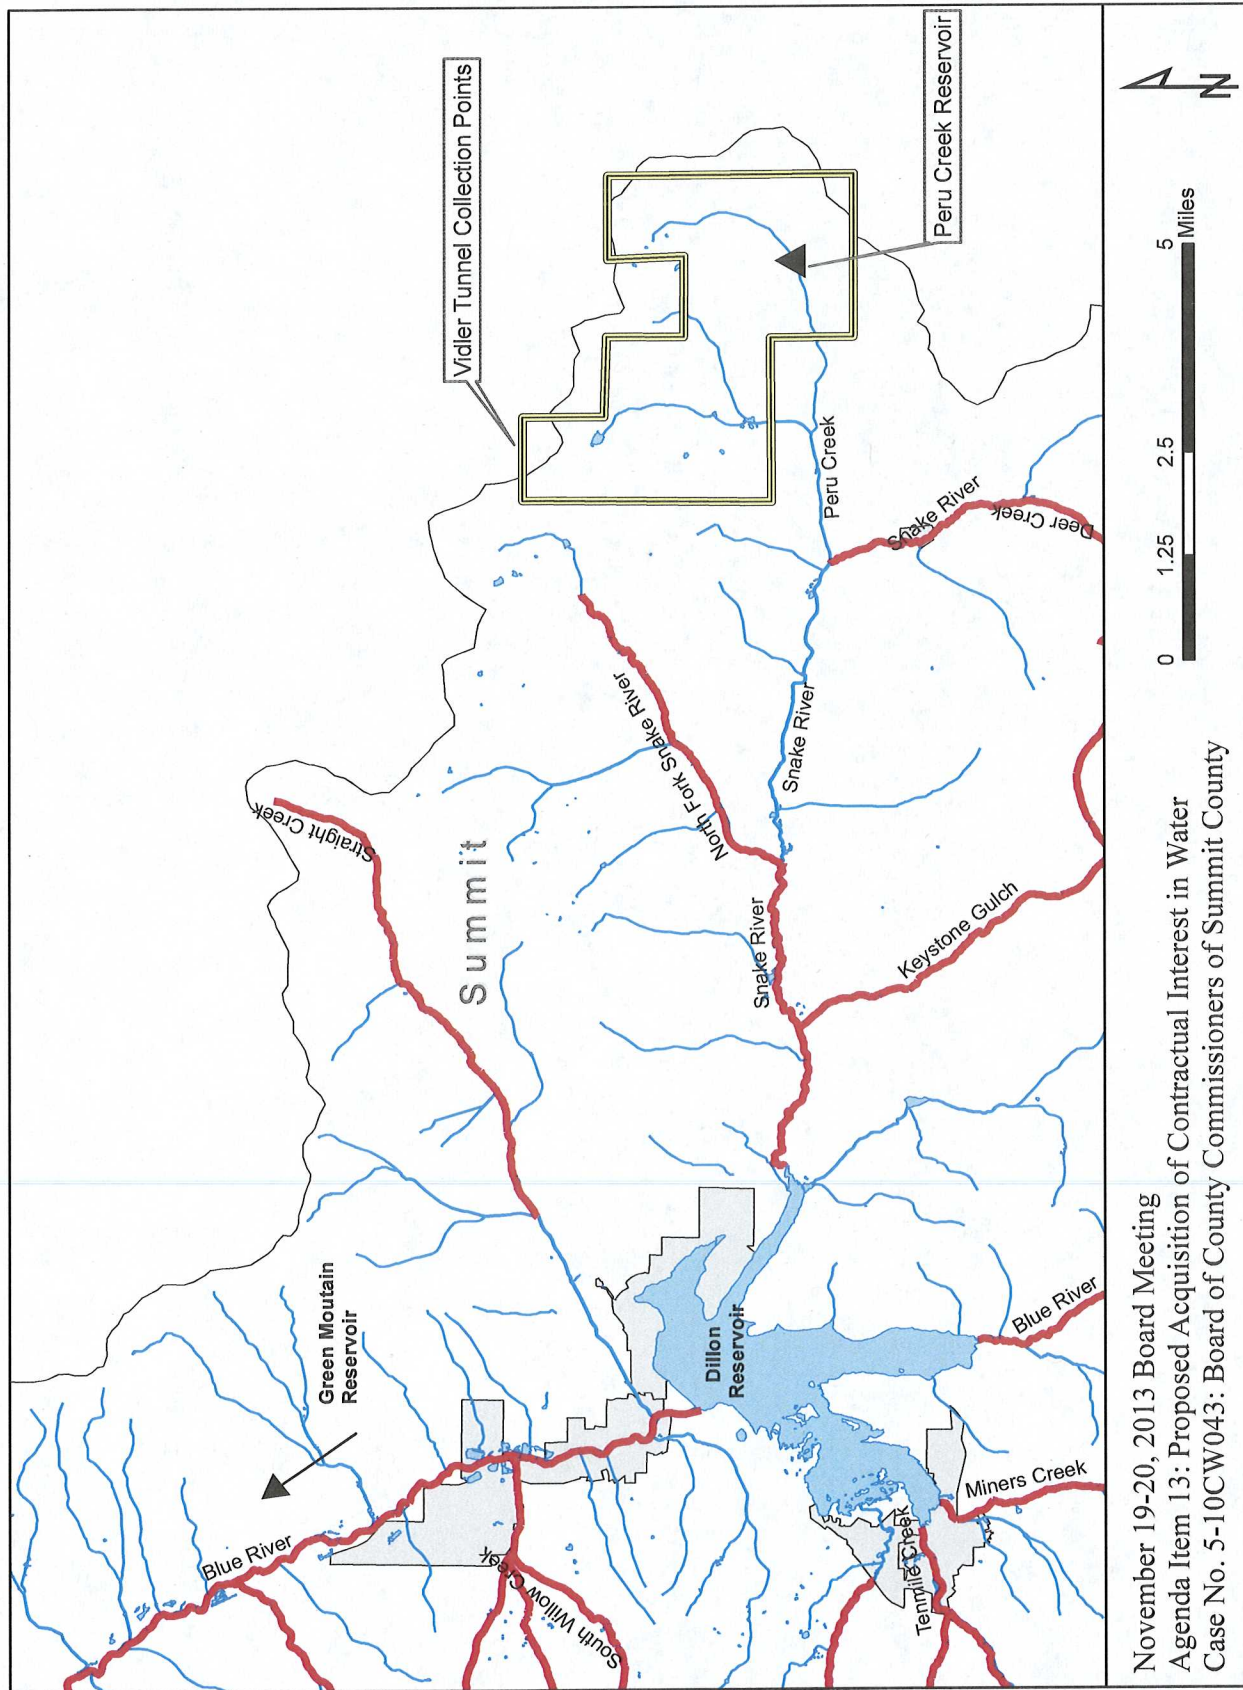 Vidler Tunnel Collection Points
Peru Creek Reservoir
Straight Creek
Summit
North Fork Snake River
Green Moutain
Reservoir
Blue River
South Willow Creek
Dillon
Reservoir
Snake River
Snake River
Peru Creek
Snake River
Deer Creek
Keystone Gulch
Blue River
Tenmile Creek
Miners Creek
November 19-20, 2013 Board Meeting
Agenda Item 13: Proposed Acquisition of Contractual Interest in Water
Case No. 5-10CW043: Board of County Commissioners of Summit County
0 1.25 2.5 5
Miles
N